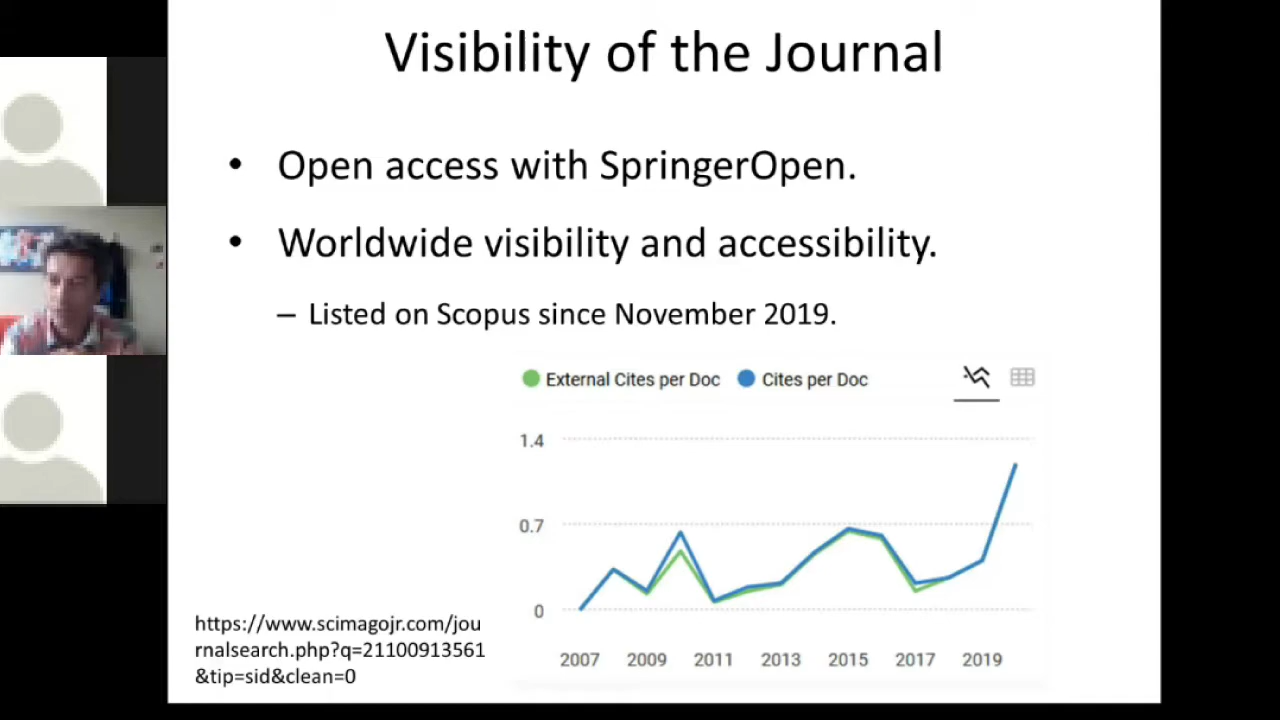 Visibility of the Journal
• Open access with SpringerOpen.
• Worldwide visibility and accessibility.
– Listed on Scopus since November 2019.
External Cites per Doc Cites per Doc
1.4
0.7
0
2007 2009 2011 2013 2015 2017 2019
https://www.scimagojr.com/jou
rnalsearch.php?q=21100913561
&tip=sid&clean=0